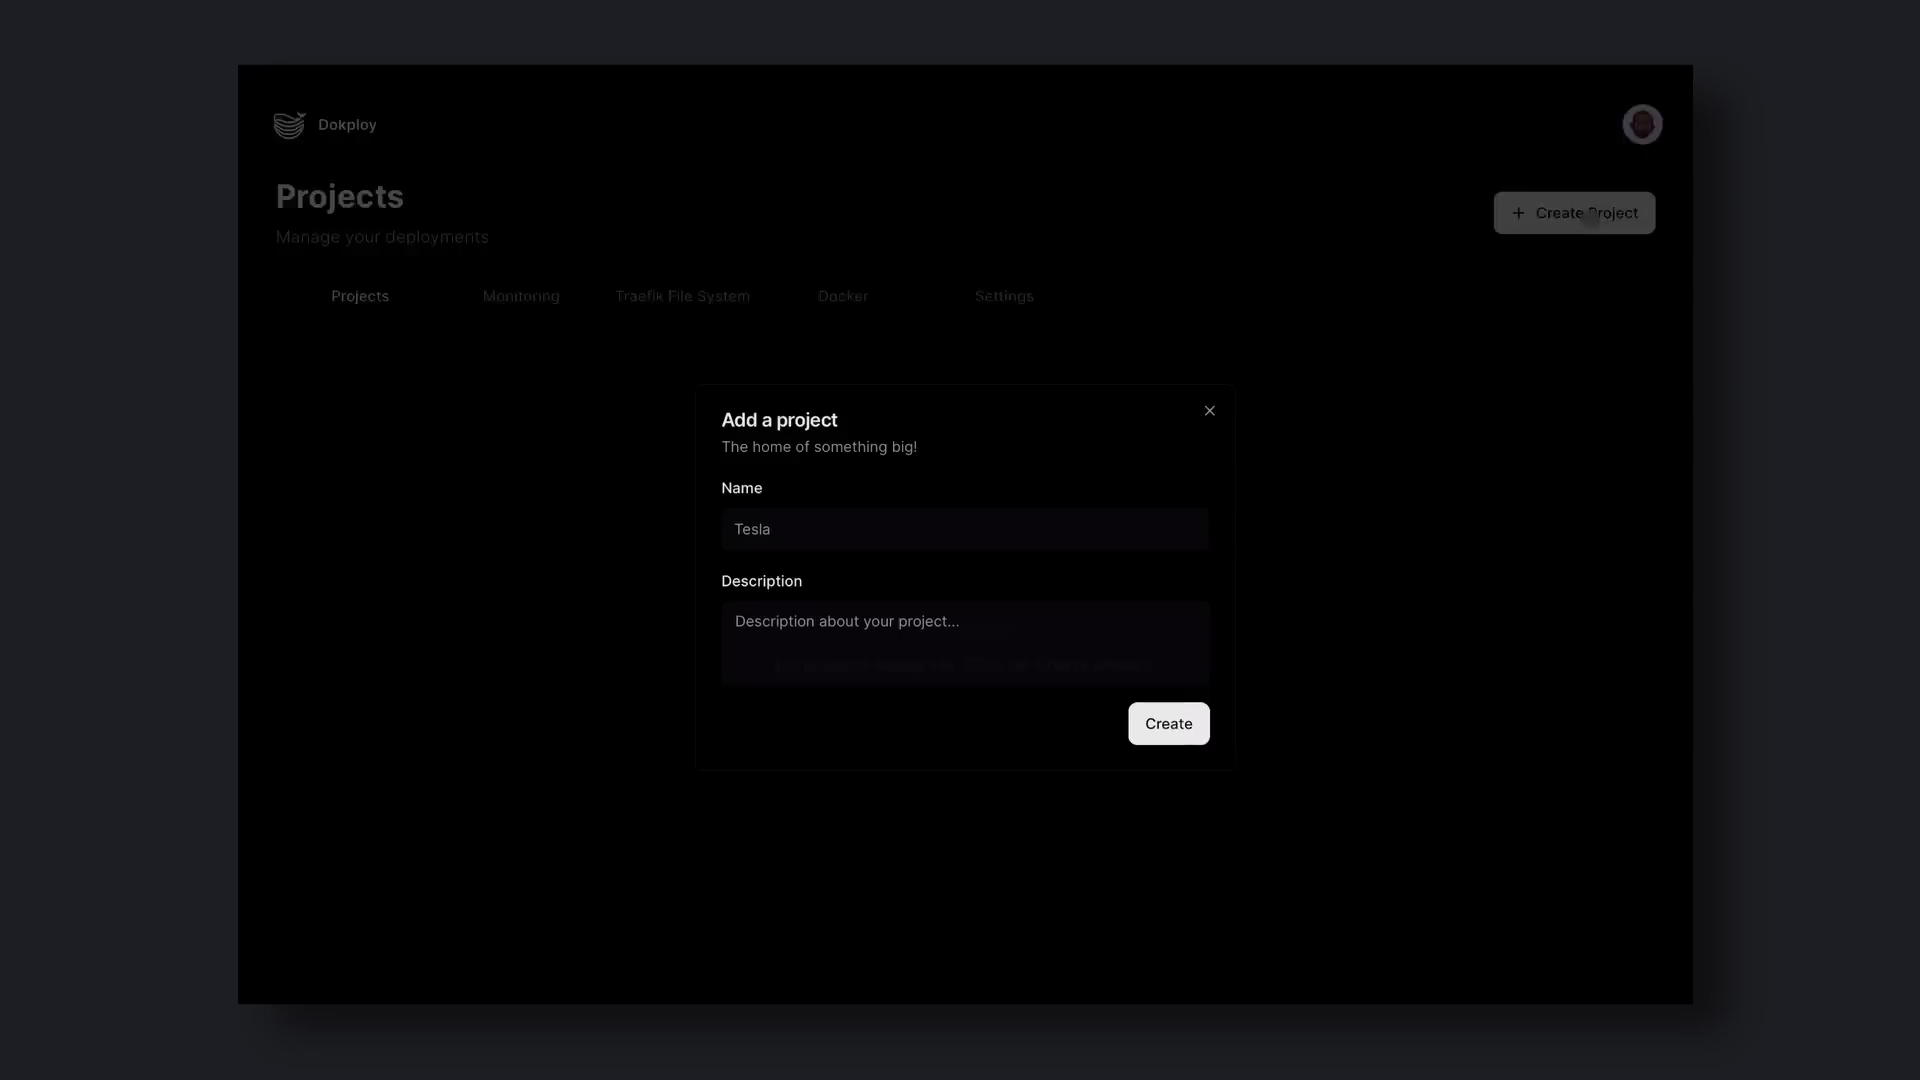 Dokploy
Projects
Manage your deployments
+ Create Project
Projects
Monitoring
Traefik File System
Docker
Settings
Add a project
The home of something big!
Name
Tesla
Description
Description about your project...
Create